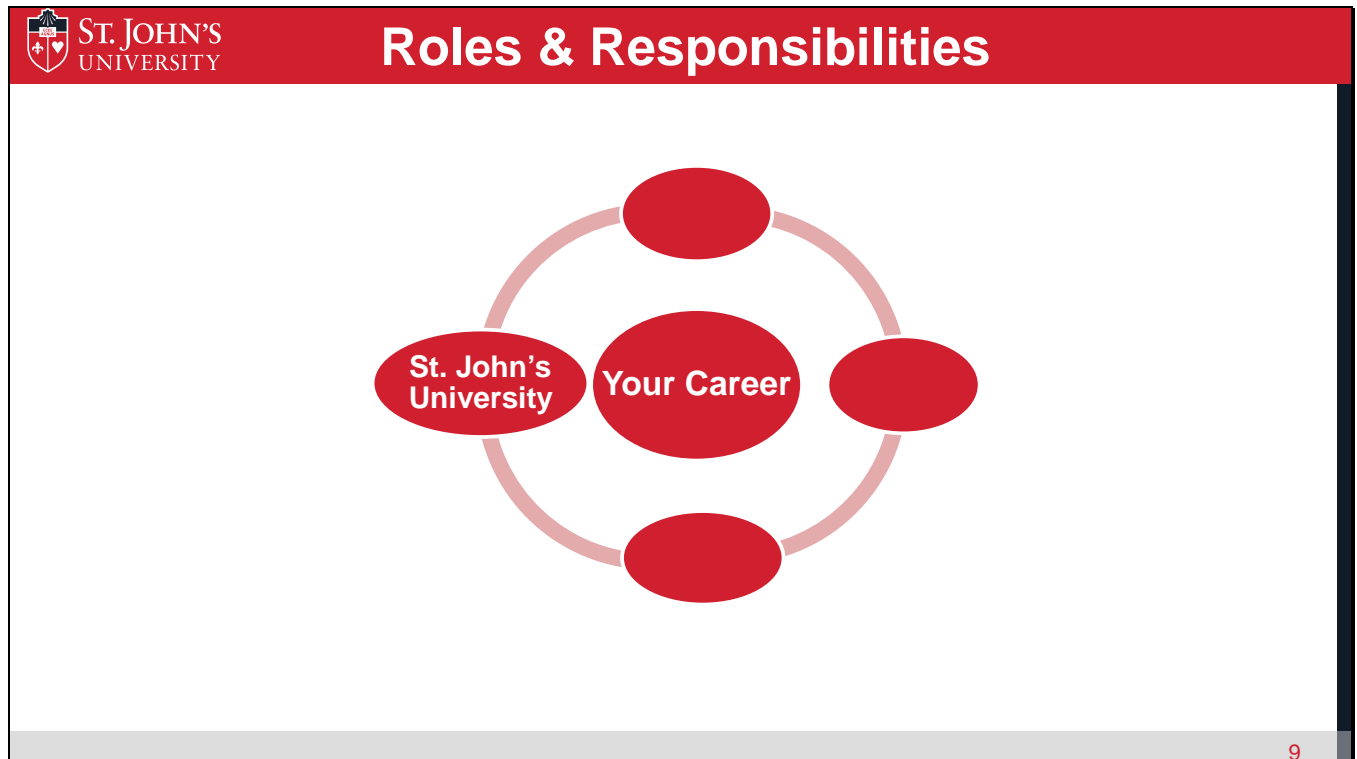 ST. JOHN'S
UNIVERSITY
Roles & Responsibilities
St. John's
University
Your Career
9